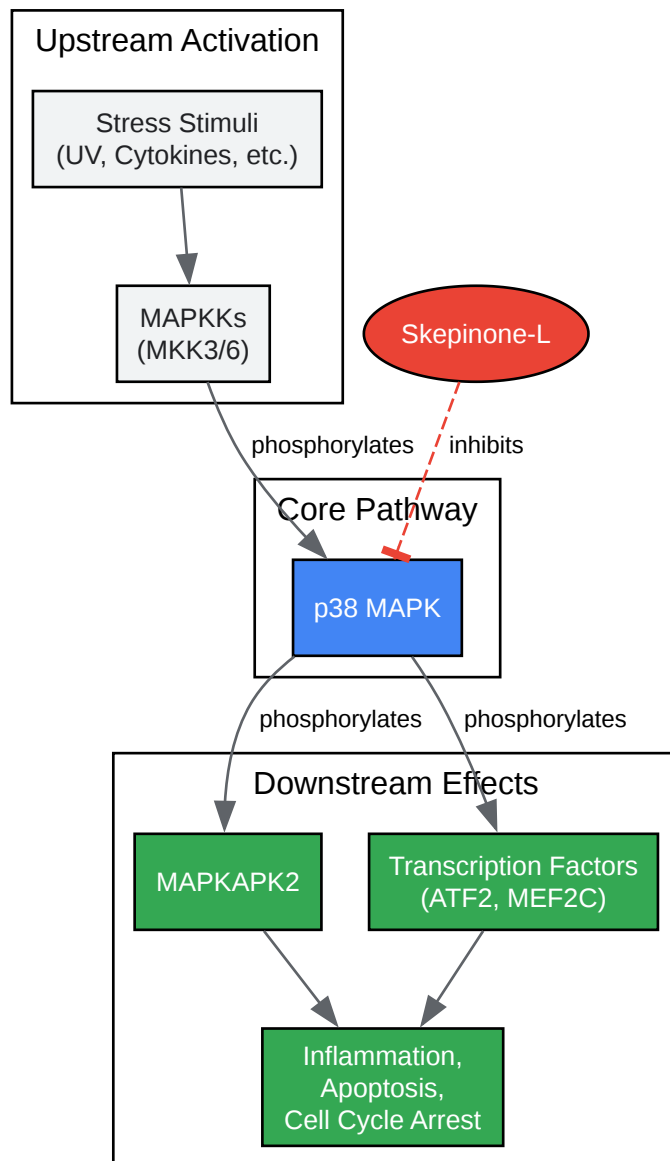 Upstream Activation
Stress Stimuli
(UV, Cytokines, etc.)
MAPKKs
(MKK3/6)
Skepinone-L
phosphorylates
inhibits
Core Pathway
p38 MAPK
phosphorylates
phosphorylates
Downstream Effects
MAPKAPK2
Transcription Factors
(ATF2, MEF2C)
Inflammation,
Apoptosis,
Cell Cycle Arrest